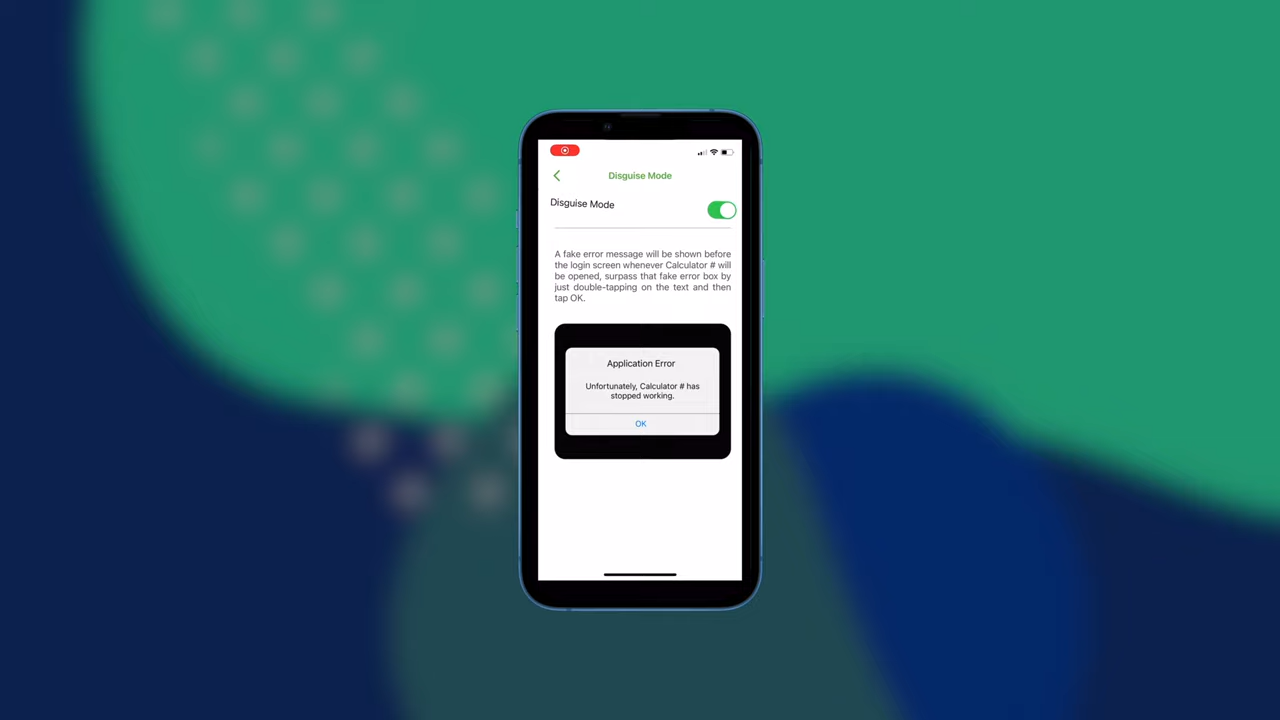 Disguise Mode
Disguise Mode
A fake error message will be shown before
the login screen whenever Calculator # will
be opened, surpass that fake error box by
just double-tapping on the text and then
tap OK.
Application Error
Unfortunately, Calculator # has
stopped working.
OK